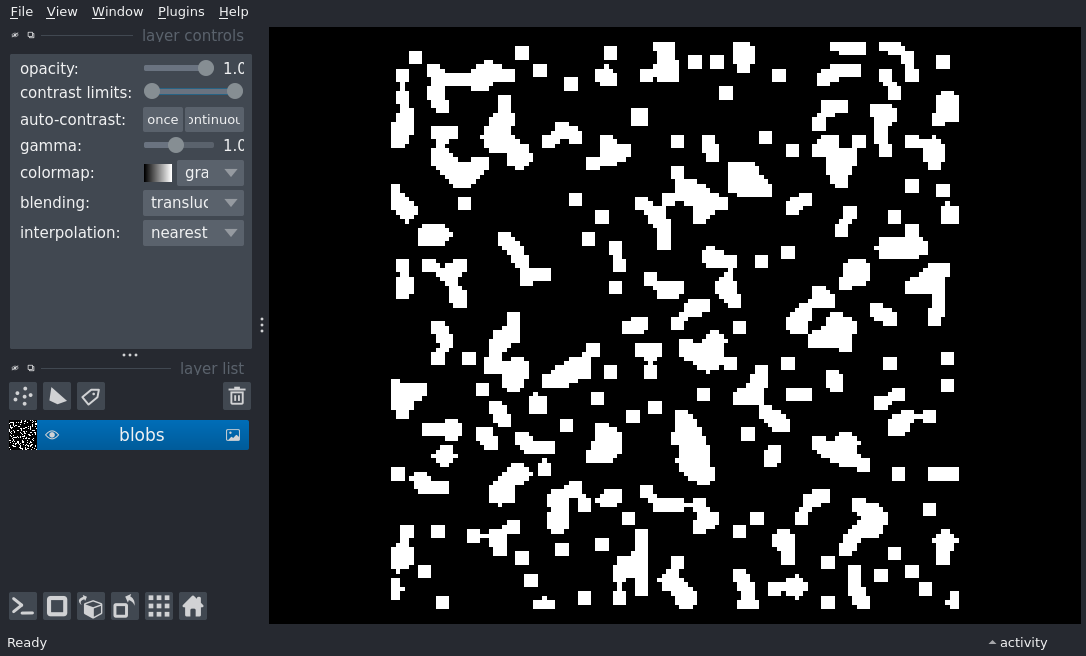 File View Window Plugins Help
layer controls
opacity: 1.0
contrast limits:
auto-contrast: once ontinuou
gamma: 1.0
colormap: gra
blending: transluc
interpolation: nearest
layer list
blobs
Ready activity